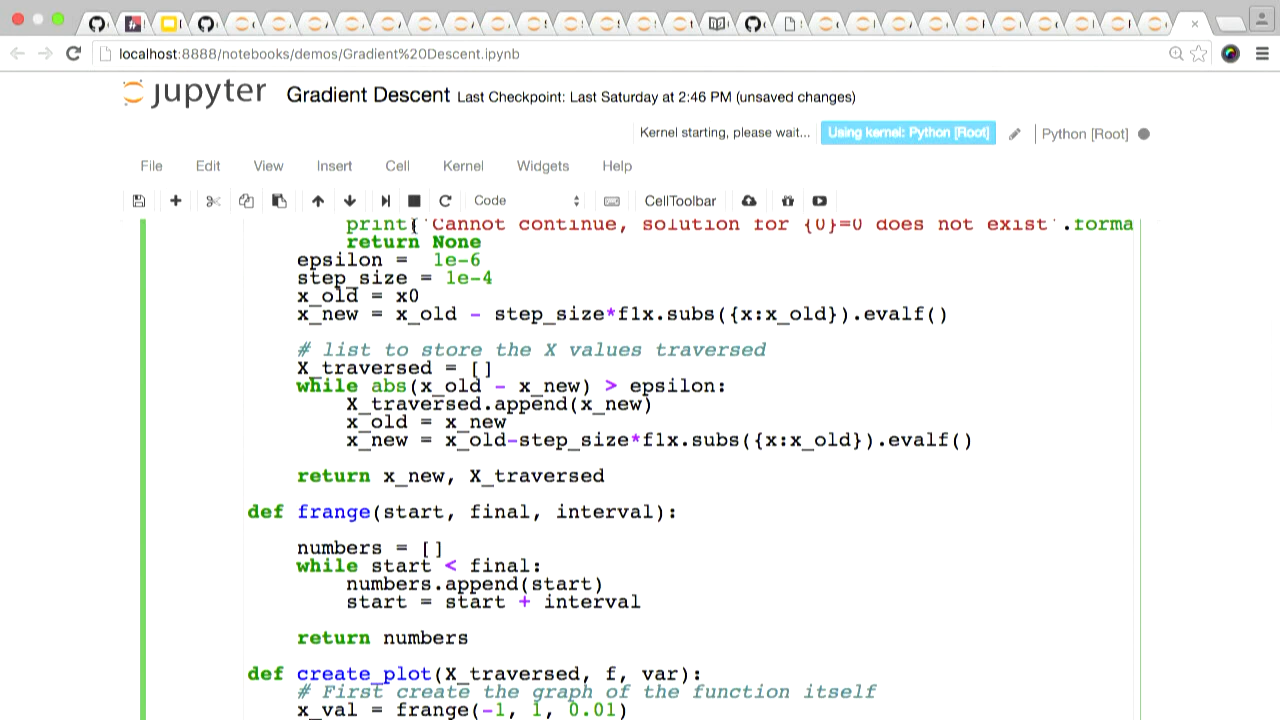 localhost:8888/notebooks/demos/Gradient%20Descent.ipynb
jupyter Gradient Descent Last Checkpoint: Last Saturday at 2:46 PM (unsaved changes)
Kernel starting, please wait... Using kernel: Python [Root] Python [Root]
File Edit View Insert Cell Kernel Widgets Help
Code CellToolbar
print('Cannot continue, solution for {0}=0 does not exist'.forma
return None
epsilon =  1e-6
step_size = 1e-4
x_old = x0
x_new = x_old - step_size*f1x.subs({x:x_old}).evalf()
# list to store the X values traversed
X_traversed = []
while abs(x_old - x_new) > epsilon:
X_traversed.append(x_new)
x_old = x_new
x_new = x_old-step_size*f1x.subs({x:x_old}).evalf()
return x_new, X_traversed
def frange(start, final, interval):
numbers = []
while start < final:
numbers.append(start)
start = start + interval
return numbers
def create_plot(X_traversed, f, var):
# First create the graph of the function itself
x_val = frange(-1, 1, 0.01)